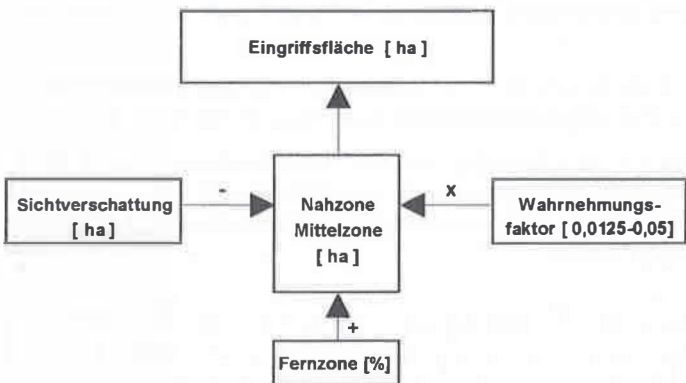 Eingriffsfläche [ ha ]
Sichtverschattung
[ ha ]
-
Nahzone
Mittelzone
[ ha ]
x
Wahrnehmungs-
faktor [ 0,0125-0,05]
+
Fernzone [%]